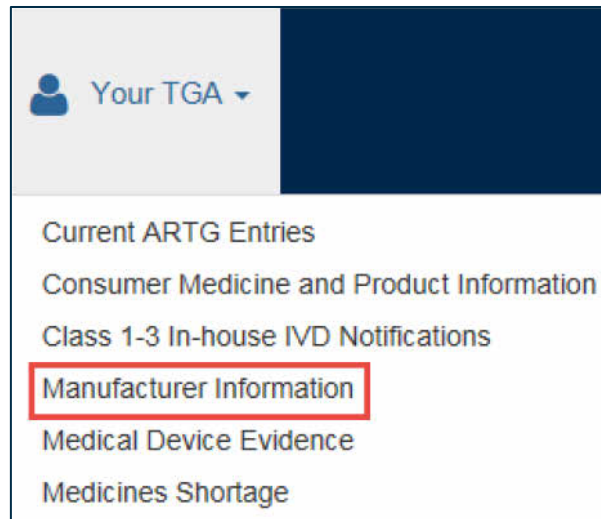 Your TGA
Current ARTG Entries
Consumer Medicine and Product Information
Class 1-3 In-house IVD Notifications
Manufacturer Information
Medical Device Evidence
Medicines Shortage